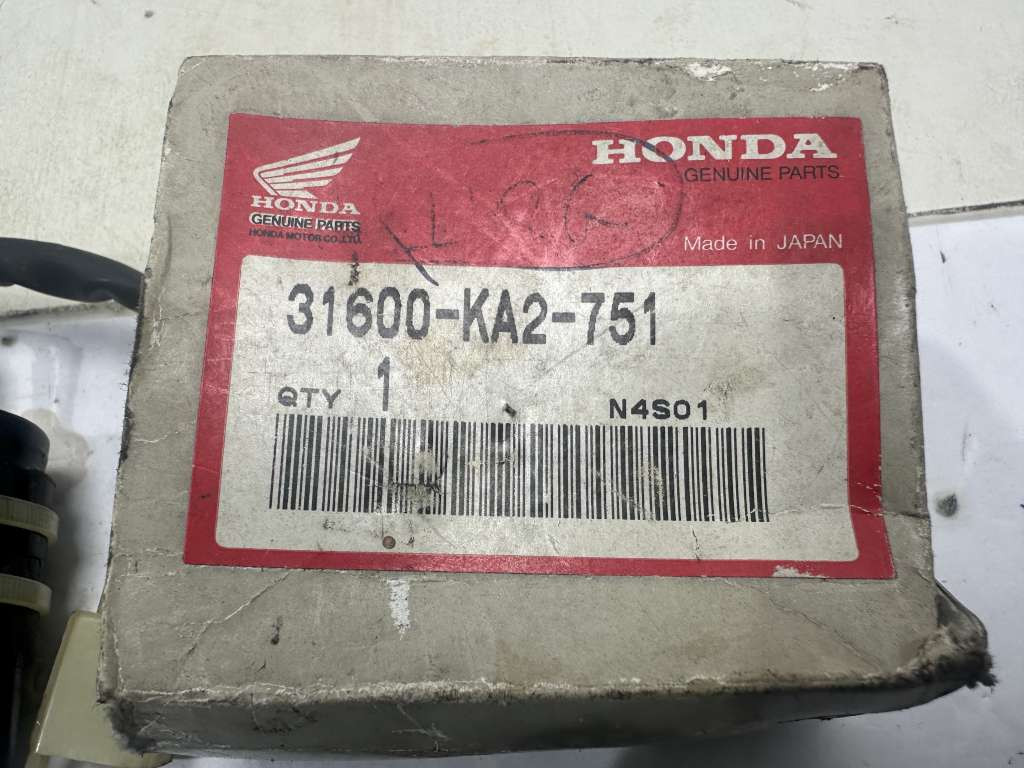 HONDA
GENUINE PARTS
HONDA MOTOR CO.,LTD.
HONDA
GENUINE PARTS
Made in JAPAN
31600-KA2-751
QTY 1
N4S01